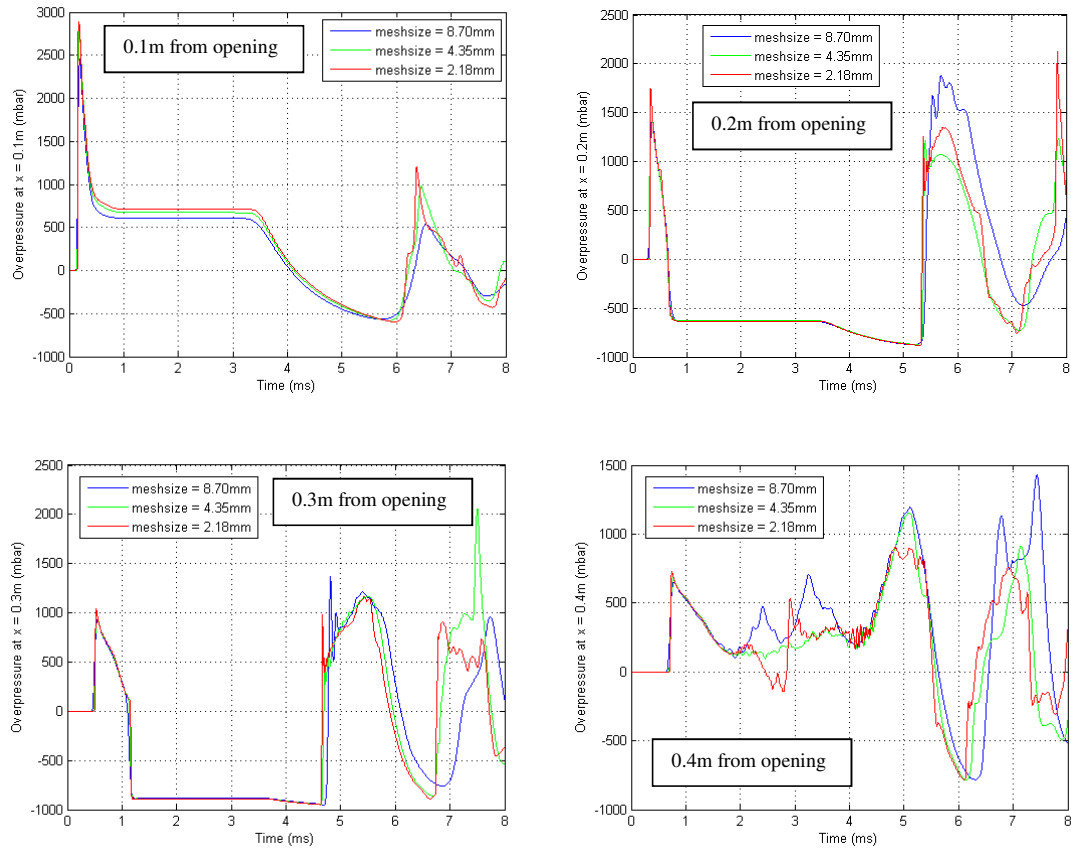 0.1m from opening
meshsize = 8.70mm
meshsize = 4.35mm
meshsize = 2.18mm
Overpressure at x = 0.1m (mbar)
3000
2500
2000
1500
1000
500
0
-500
-1000
0 1 2 3 4 5 6 7 8
Time (ms)
meshsize = 8.70mm
meshsize = 4.35mm
meshsize = 2.18mm
0.2m from opening
Overpressure at x = 0.2m (mbar)
2500
2000
1500
1000
500
0
-500
-1000
0 1 2 3 4 5 6 7 8
Time (ms)
meshsize = 8.70mm
meshsize = 4.35mm
meshsize = 2.18mm
0.3m from opening
Overpressure at x = 0.3m (mbar)
2500
2000
1500
1000
500
0
-500
-1000
0 1 2 3 4 5 6 7 8
Time (ms)
meshsize = 8.70mm
meshsize = 4.35mm
meshsize = 2.18mm
0.4m from opening
Overpressure at x = 0.4m (mbar)
1500
1000
500
0
-500
-1000
0 1 2 3 4 5 6 7 8
Time (ms)